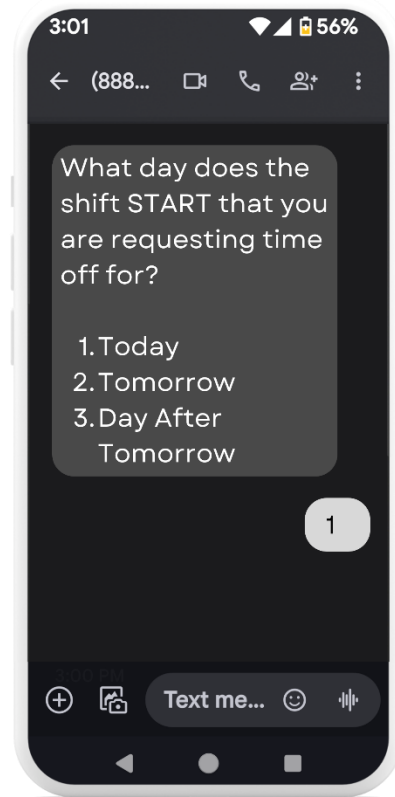 3:01 56%
(888...
What day does the
shift START that you
are requesting time
off for?
1. Today
2. Tomorrow
3. Day After
Tomorrow
1
3:00 PM
Text me...